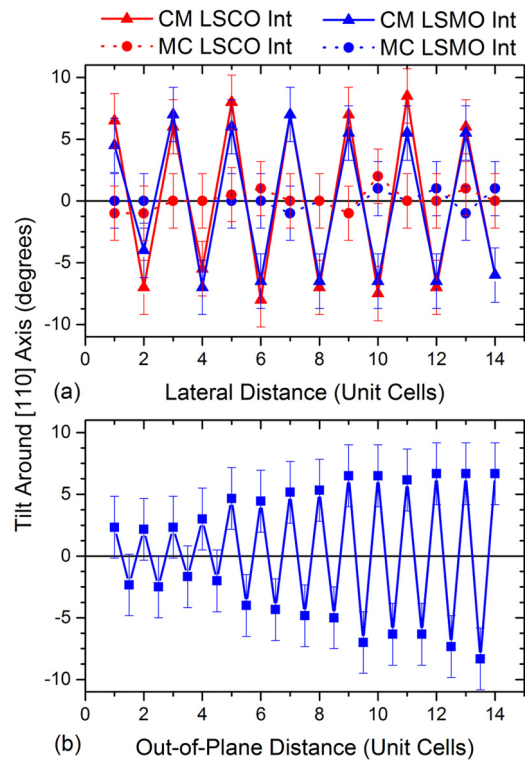 CM LSCO Int CM LSMO Int
MC LSCO Int MC LSMO Int
Tilt Around [110] Axis (degrees)
10
5
0
-5
-10
0 2 4 6 8 10 12 14
(a) Lateral Distance (Unit Cells)
10
5
0
-5
-10
0 2 4 6 8 10 12 14
(b) Out-of-Plane Distance (Unit Cells)